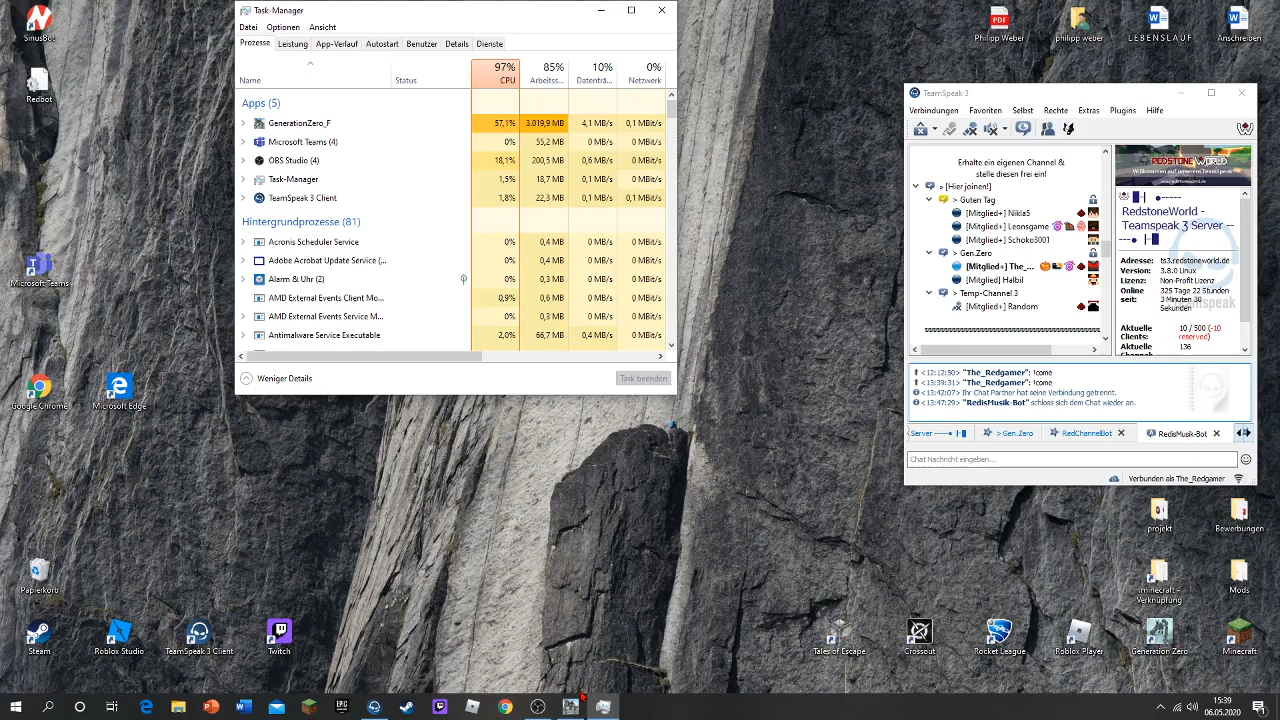 SinusBot
Redbot
Microsoft Teams
Google Chrome
Microsoft Edge
Papierkorb
Steam
Roblox Studio
TeamSpeak 3 Client
Twitch
Task-Manager
Datei Optionen Ansicht
Prozesse Leistung App-Verlauf Autostart Benutzer Details Dienste
97% 85% 10% 0%
Name Status CPU Arbeitss... Datenträ... Netzwerk
Apps (5)
GenerationZero_F 57,1% 3.019,9 MB 4,1 MB/s 0,1 MBit/s
Microsoft Teams (4) 0% 55,2 MB 0 MB/s 0 MBit/s
OBS Studio (4) 18,1% 200,5 MB 0,6 MB/s 0 MBit/s
Task-Manager 1,5% 18,7 MB 0,1 MB/s 0 MBit/s
TeamSpeak 3 Client 1,8% 22,3 MB 0,1 MB/s 0,1 MBit/s
Hintergrundprozesse (81)
Acronis Scheduler Service 0% 0,4 MB 0 MB/s 0 MBit/s
Adobe Acrobat Update Service (... 0% 0,4 MB 0 MB/s 0 MBit/s
Alarm & Uhr (2) 0% 0,3 MB 0 MB/s 0 MBit/s
AMD External Events Client Mo... 0,9% 0,6 MB 0 MB/s 0 MBit/s
AMD External Events Service M... 0% 0,3 MB 0 MB/s 0 MBit/s
Antimalware Service Executable 2,0% 66,7 MB 0,4 MB/s 0 MBit/s
Weniger Details
Task beenden
Philipp Weber
philipp weber
L E B E N S L A U F
Anschreiben
TeamSpeak 3
Verbindungen Favoriten Selbst Rechte Extras Plugins Hilfe
Erhalte ein eigenen Channel &
stelle diesen frei ein!
> [Hier joinen!]
> Guten Tag
[Mitglied+] Nikla5
[Mitglied+] Leonsgame
[Mitglied+] Schoko3001
> Gen.Zero
[Mitglied+] The_...
[Mitglied+] Halbil
> Temp-Channel 3
[Mitglied+] Random
REDSTONE WORLD
Willkommen auf unserem TeamSpeak!
RedstoneWorld -
Teamspeak 3 Server --
Adresse: ts3.redstoneworld.de
Version: 3.8.0 Linux
Lizenz: Non-Profit Lizenz
Online seit: 325 Tage 22 Stunden 3 Minuten 30 Sekunden
Aktuelle Clients: 10 / 500 (-10 reserved)
Aktuelle 136
Channel
<12:12:50> "The_Redgamer": !come
<13:39:31> "The_Redgamer": !come
<13:42:07> Ihr Chat Partner hat seine Verbindung getrennt.
<13:47:29> "RedisMusik-Bot" schloss sich dem Chat wieder an.
Server -----• > Gen.Zero RedChannelBot RedisMusik-Bot
Chat Nachricht eingeben...
Verbunden als The_Redgamer
projekt
Bewerbungen
.minecraft - Verknüpfung
Mods
Tales of Escape
Crossout
Rocket League
Roblox Player
Generation Zero
Minecraft
EPIC
15:39
06.05.2020